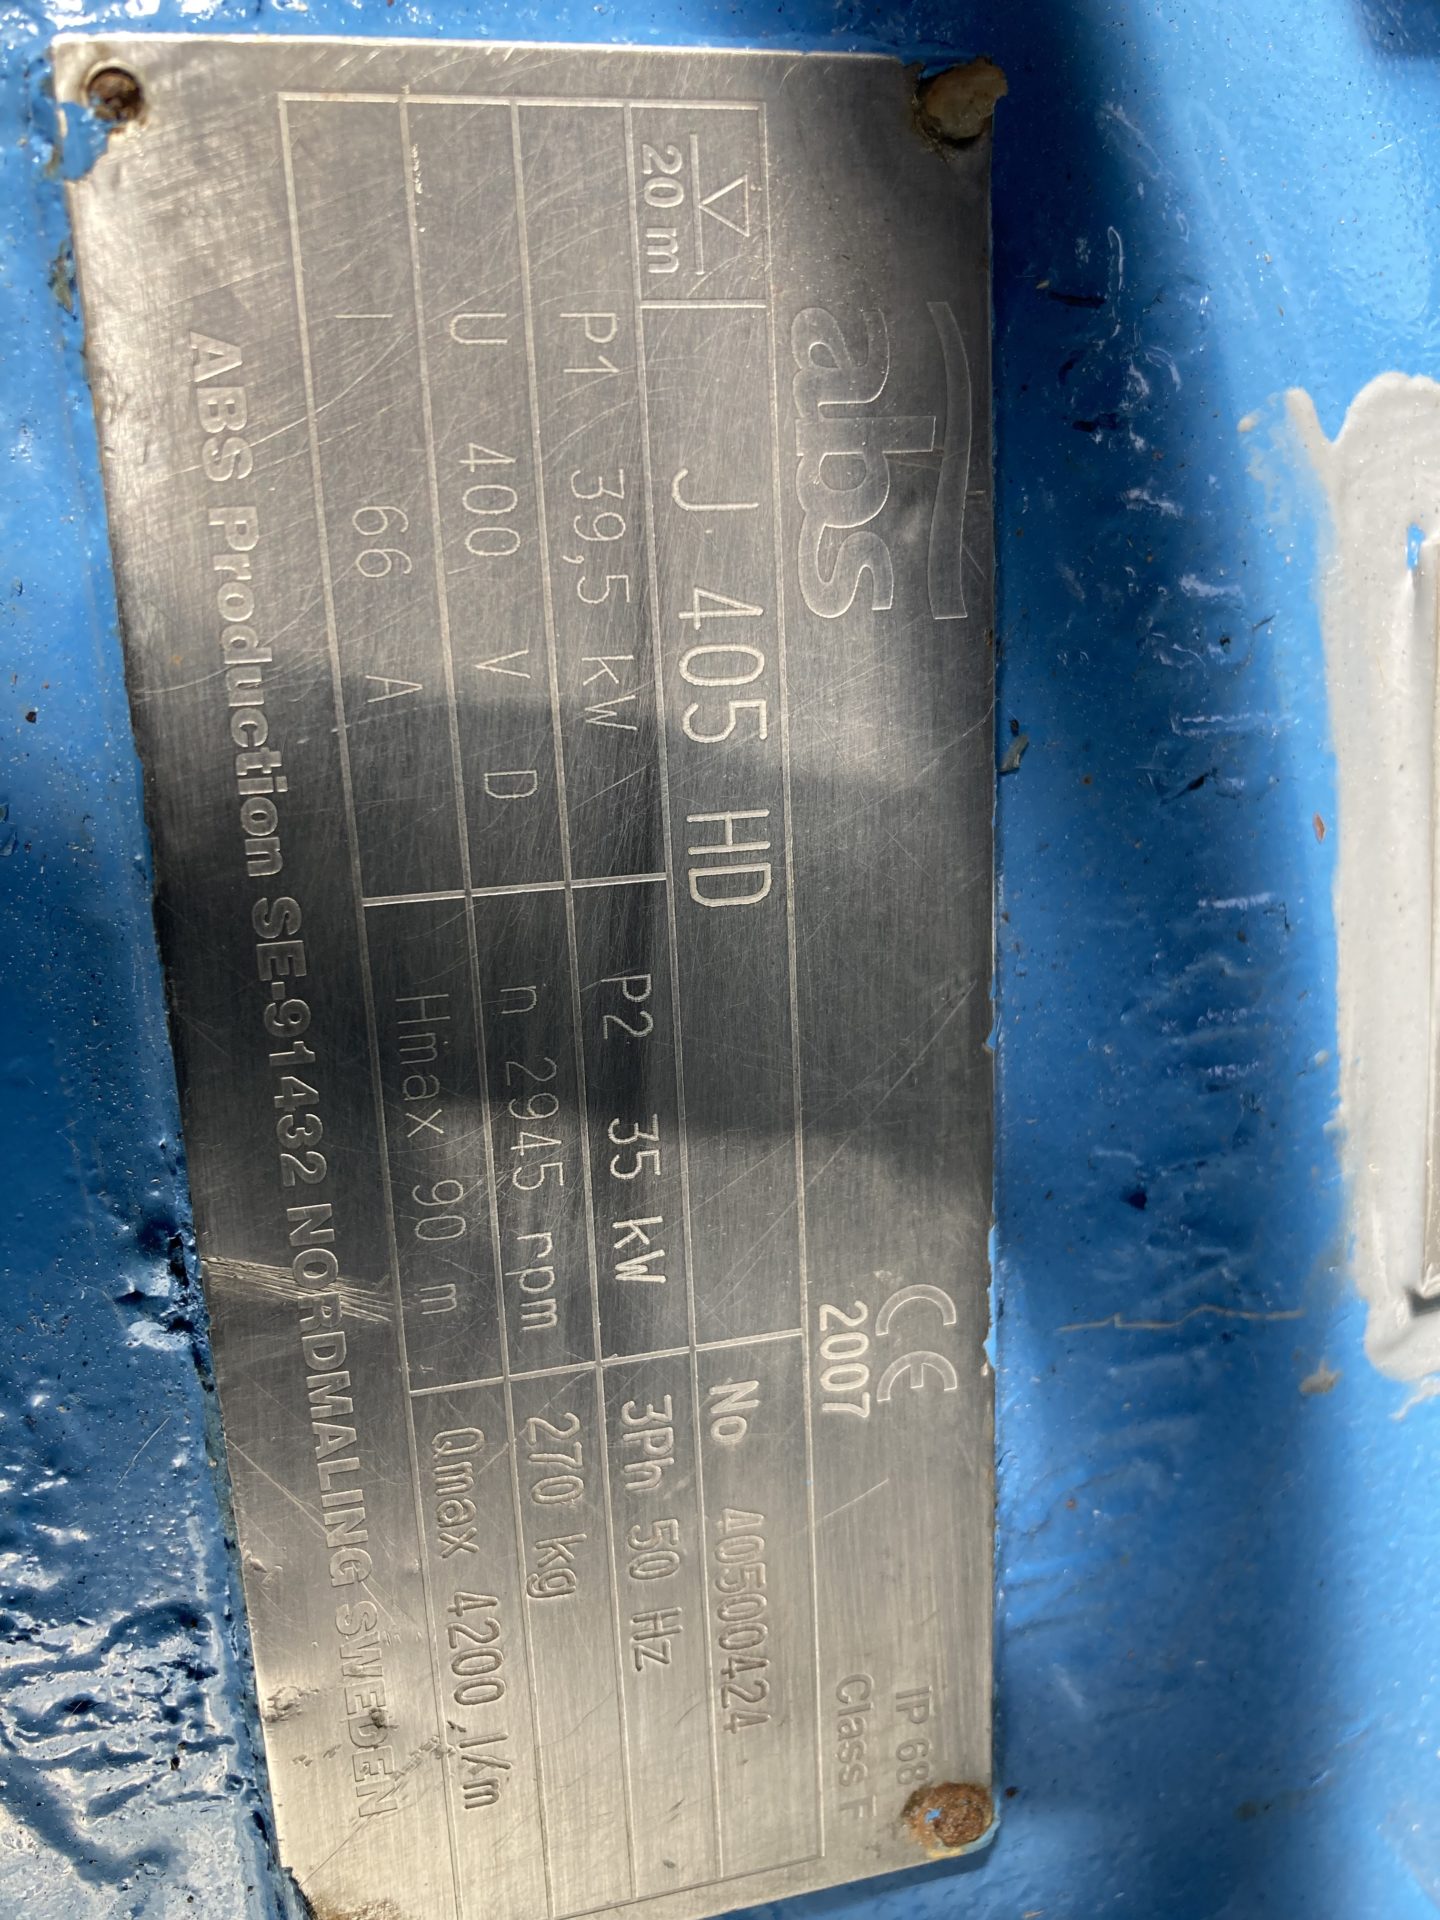 abs
CE
2007
IP 68
Class F
20 m
J 405 HD
No 40500424
P1 39,5 kW
P2 35 kW
3Ph 50 Hz
U 400 V D
n 2945 rpm
270 kg
I 66 A
Hmax 90 m
Qmax 4200 l/m
ABS Production SE-91432 NORDMALING SWEDEN